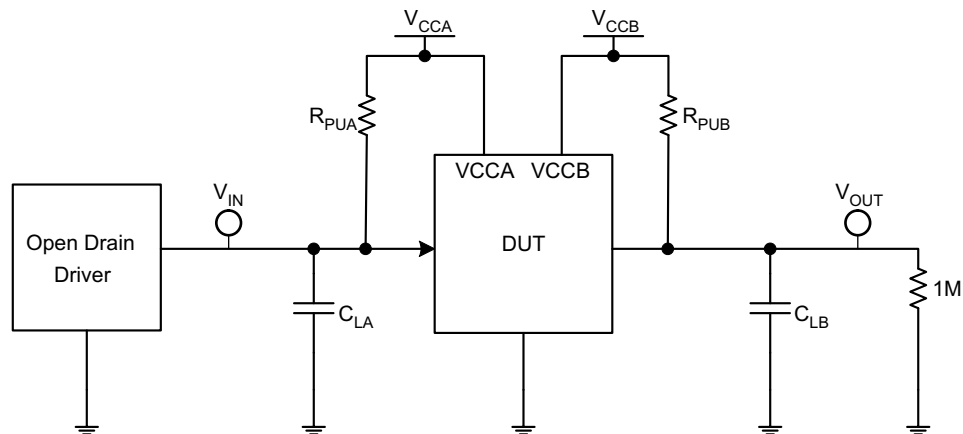 V_CCA
V_CCB
R_PUA
R_PUB
VCCA VCCB
V_IN
V_OUT
Open Drain
Driver
DUT
C_LA
C_LB
1M